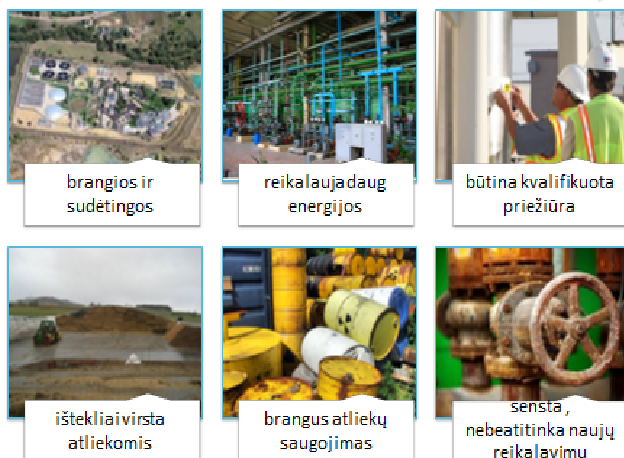 brangios ir
sudėtingos
reikalauja daug
energijos
būtina kvalifikuota
priežiūra
ištekliai virsta
atliekomis
brangus atliekų
saugojimas
sensta,
nebeatitinka naujų
reikalavimų